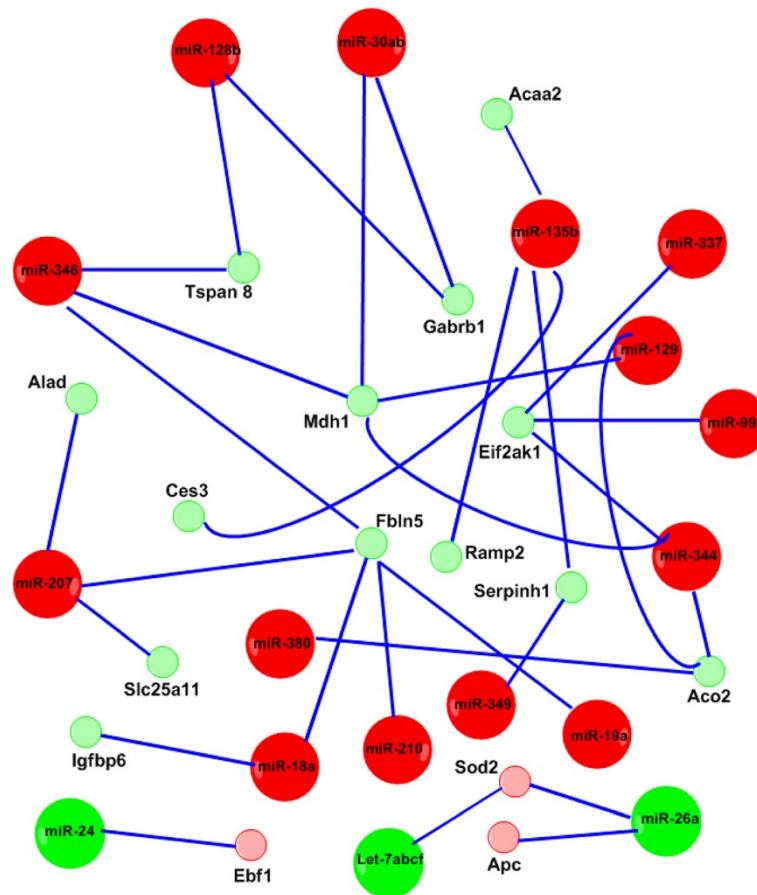 miR-128b
miR-30ab
Acaa2
miR-135b
miR-337
miR-346
Tspan 8
Gabrb1
miR-129
Alad
Mdh1
Eif2ak1
miR-99
Ces3
Fbln5
Ramp2
miR-344
miR-207
Serpinh1
miR-380
Slc25a11
Aco2
miR-349
Igfbp6
miR-18a
miR-210
miR-19a
Sod2
miR-24
miR-26a
Ebf1
Let-7abcf
Apc